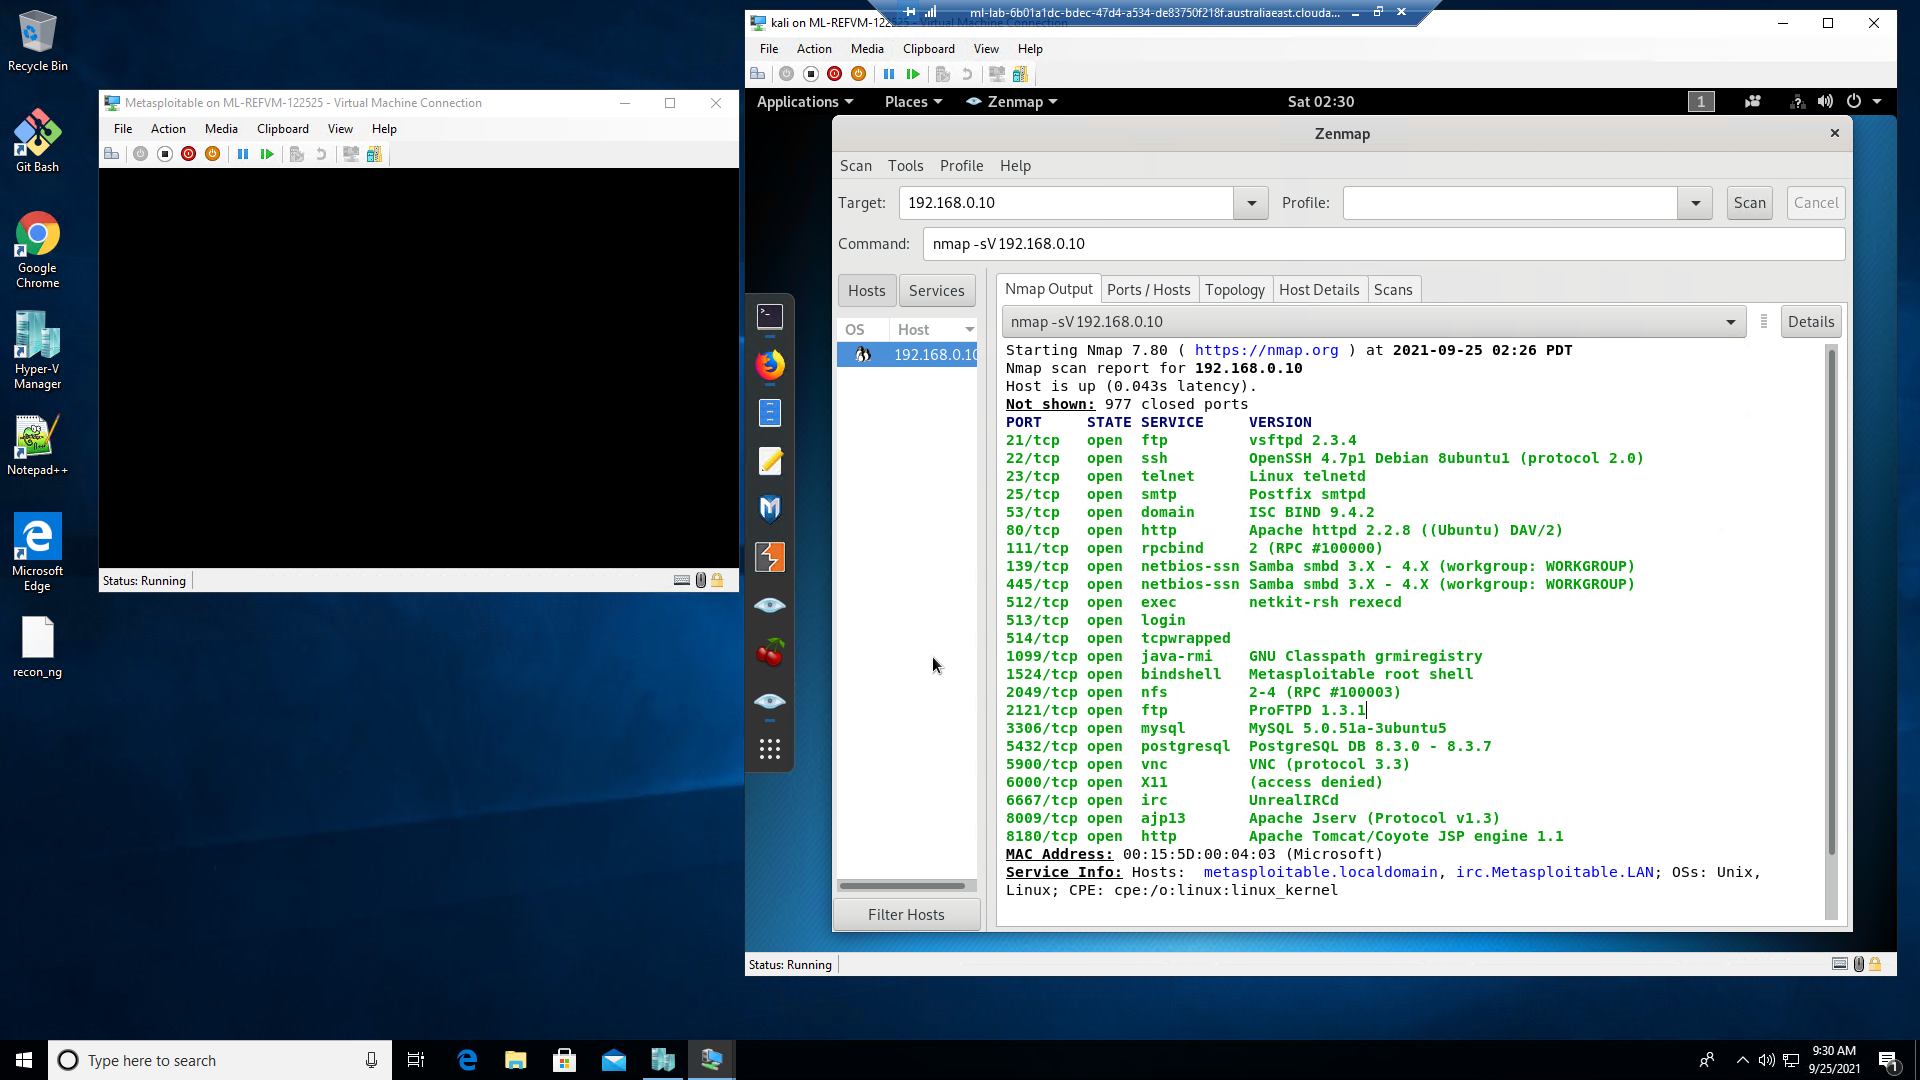 ml-lab-6b01a1dc-bdec-47d4-a534-de83750f218f.australiaeast.clouda...
Recycle Bin
Git Bash
Google
Chrome
Hyper-V
Manager
Notepad++
Microsoft
Edge
recon_ng
Metasploitable on ML-REFVM-122525 - Virtual Machine Connection
File Action Media Clipboard View Help
Status: Running
kali on ML-REFVM-122525 - Virtual Machine Connection
File Action Media Clipboard View Help
Applications Places Zenmap Sat 02:30 1
Zenmap
Scan Tools Profile Help
Target: 192.168.0.10 Profile: Scan Cancel
Command: nmap -sV 192.168.0.10
Hosts Services
OS Host
192.168.0.10
Filter Hosts
Nmap Output Ports / Hosts Topology Host Details Scans
nmap -sV 192.168.0.10 Details
Starting Nmap 7.80 ( https://nmap.org ) at 2021-09-25 02:26 PDT
Nmap scan report for 192.168.0.10
Host is up (0.043s latency).
Not shown: 977 closed ports
PORT STATE SERVICE VERSION
21/tcp open ftp vsftpd 2.3.4
22/tcp open ssh OpenSSH 4.7p1 Debian 8ubuntu1 (protocol 2.0)
23/tcp open telnet Linux telnetd
25/tcp open smtp Postfix smtpd
53/tcp open domain ISC BIND 9.4.2
80/tcp open http Apache httpd 2.2.8 ((Ubuntu) DAV/2)
111/tcp open rpcbind 2 (RPC #100000)
139/tcp open netbios-ssn Samba smbd 3.X - 4.X (workgroup: WORKGROUP)
445/tcp open netbios-ssn Samba smbd 3.X - 4.X (workgroup: WORKGROUP)
512/tcp open exec netkit-rsh rexecd
513/tcp open login
514/tcp open tcpwrapped
1099/tcp open java-rmi GNU Classpath grmiregistry
1524/tcp open bindshell Metasploitable root shell
2049/tcp open nfs 2-4 (RPC #100003)
2121/tcp open ftp ProFTPD 1.3.1
3306/tcp open mysql MySQL 5.0.51a-3ubuntu5
5432/tcp open postgresql PostgreSQL DB 8.3.0 - 8.3.7
5900/tcp open vnc VNC (protocol 3.3)
6000/tcp open X11 (access denied)
6667/tcp open irc UnrealIRCd
8009/tcp open ajp13 Apache Jserv (Protocol v1.3)
8180/tcp open http Apache Tomcat/Coyote JSP engine 1.1
MAC Address: 00:15:5D:00:04:03 (Microsoft)
Service Info: Hosts: metasploitable.localdomain, irc.Metasploitable.LAN; OSs: Unix,
Linux; CPE: cpe:/o:linux:linux_kernel
Status: Running
Type here to search
9:30 AM
9/25/2021
1